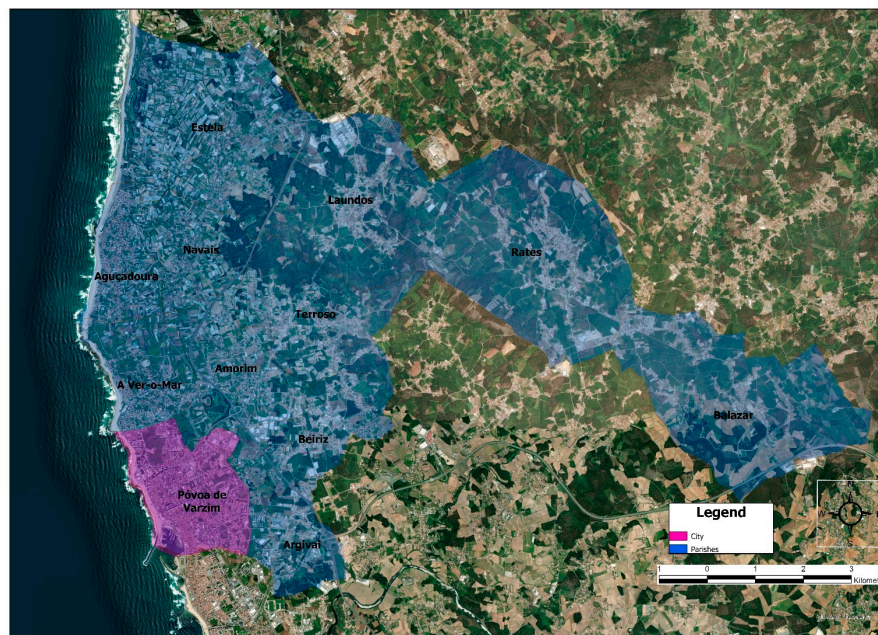 Estela
Laundos
Navais
Rates
Aguçadoura
Terroso
Amorim
A Ver-o-Mar
Balazar
Beiriz
Póvoa de
Varzim
Argivai
Legend
City
Parishes
1 0 1 2 3
Kilomet